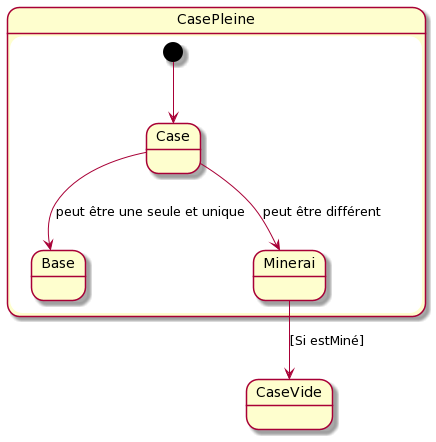 CasePleine
Case
peut être une seule et unique
peut être différent
Base
Minerai
[Si estMiné]
CaseVide